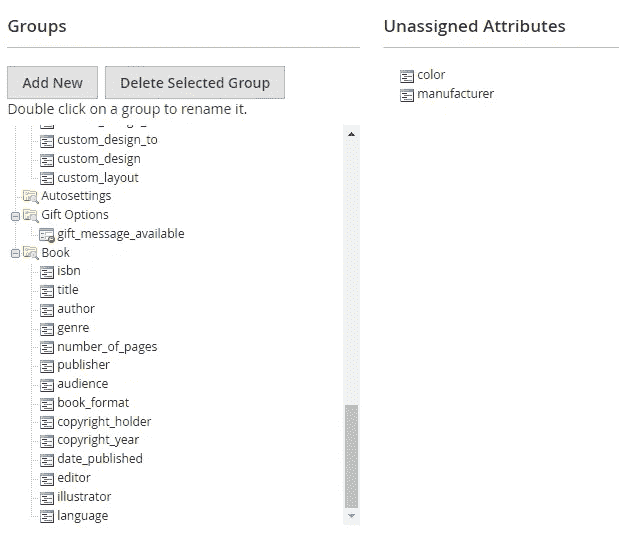 Groups
Unassigned Attributes
Add New
Delete Selected Group
Double click on a group to rename it.
color
manufacturer
custom_design_to
custom_design
custom_layout
Autosettings
Gift Options
gift_message_available
Book
isbn
title
author
genre
number_of_pages
publisher
audience
book_format
copyright_holder
copyright_year
date_published
editor
illustrator
language